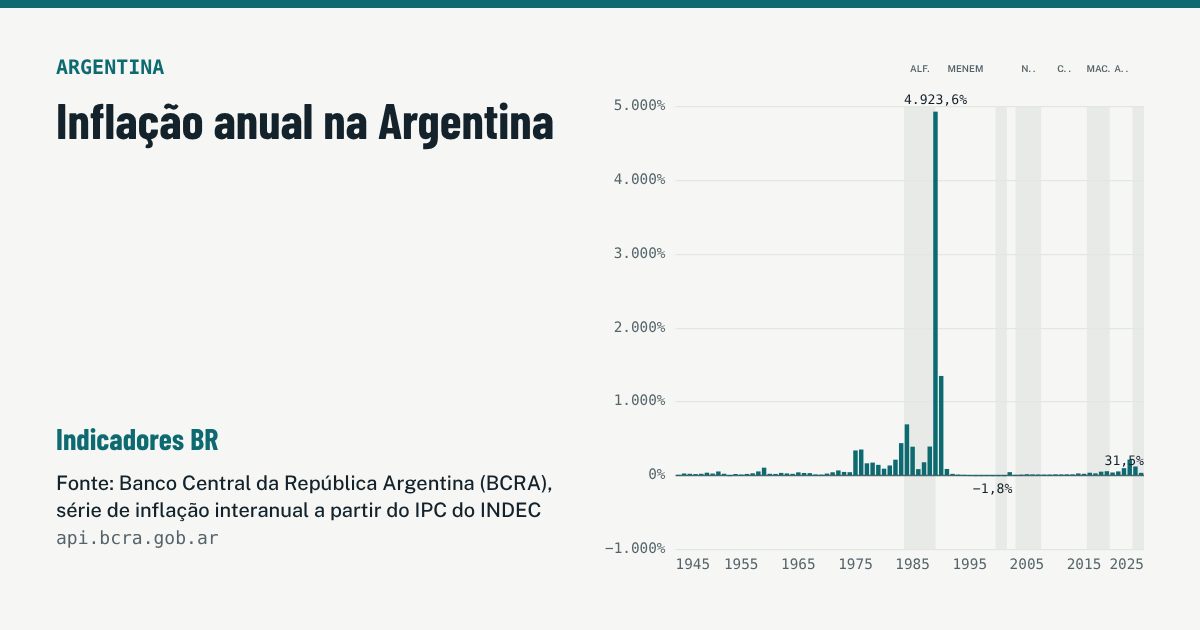 ARGENTINA
Inflação anual na Argentina
Indicadores BR
Fonte: Banco Central da República Argentina (BCRA),
série de inflação interanual a partir do IPC do INDEC
api.bcra.gob.ar
ALF. MENEM N.. C.. MAC. A..
4.923,6%
5.000%
4.000%
3.000%
2.000%
1.000%
31,5%
0%
−1,8%
−1.000%
1945 1955 1965 1975 1985 1995 2005 2015 2025